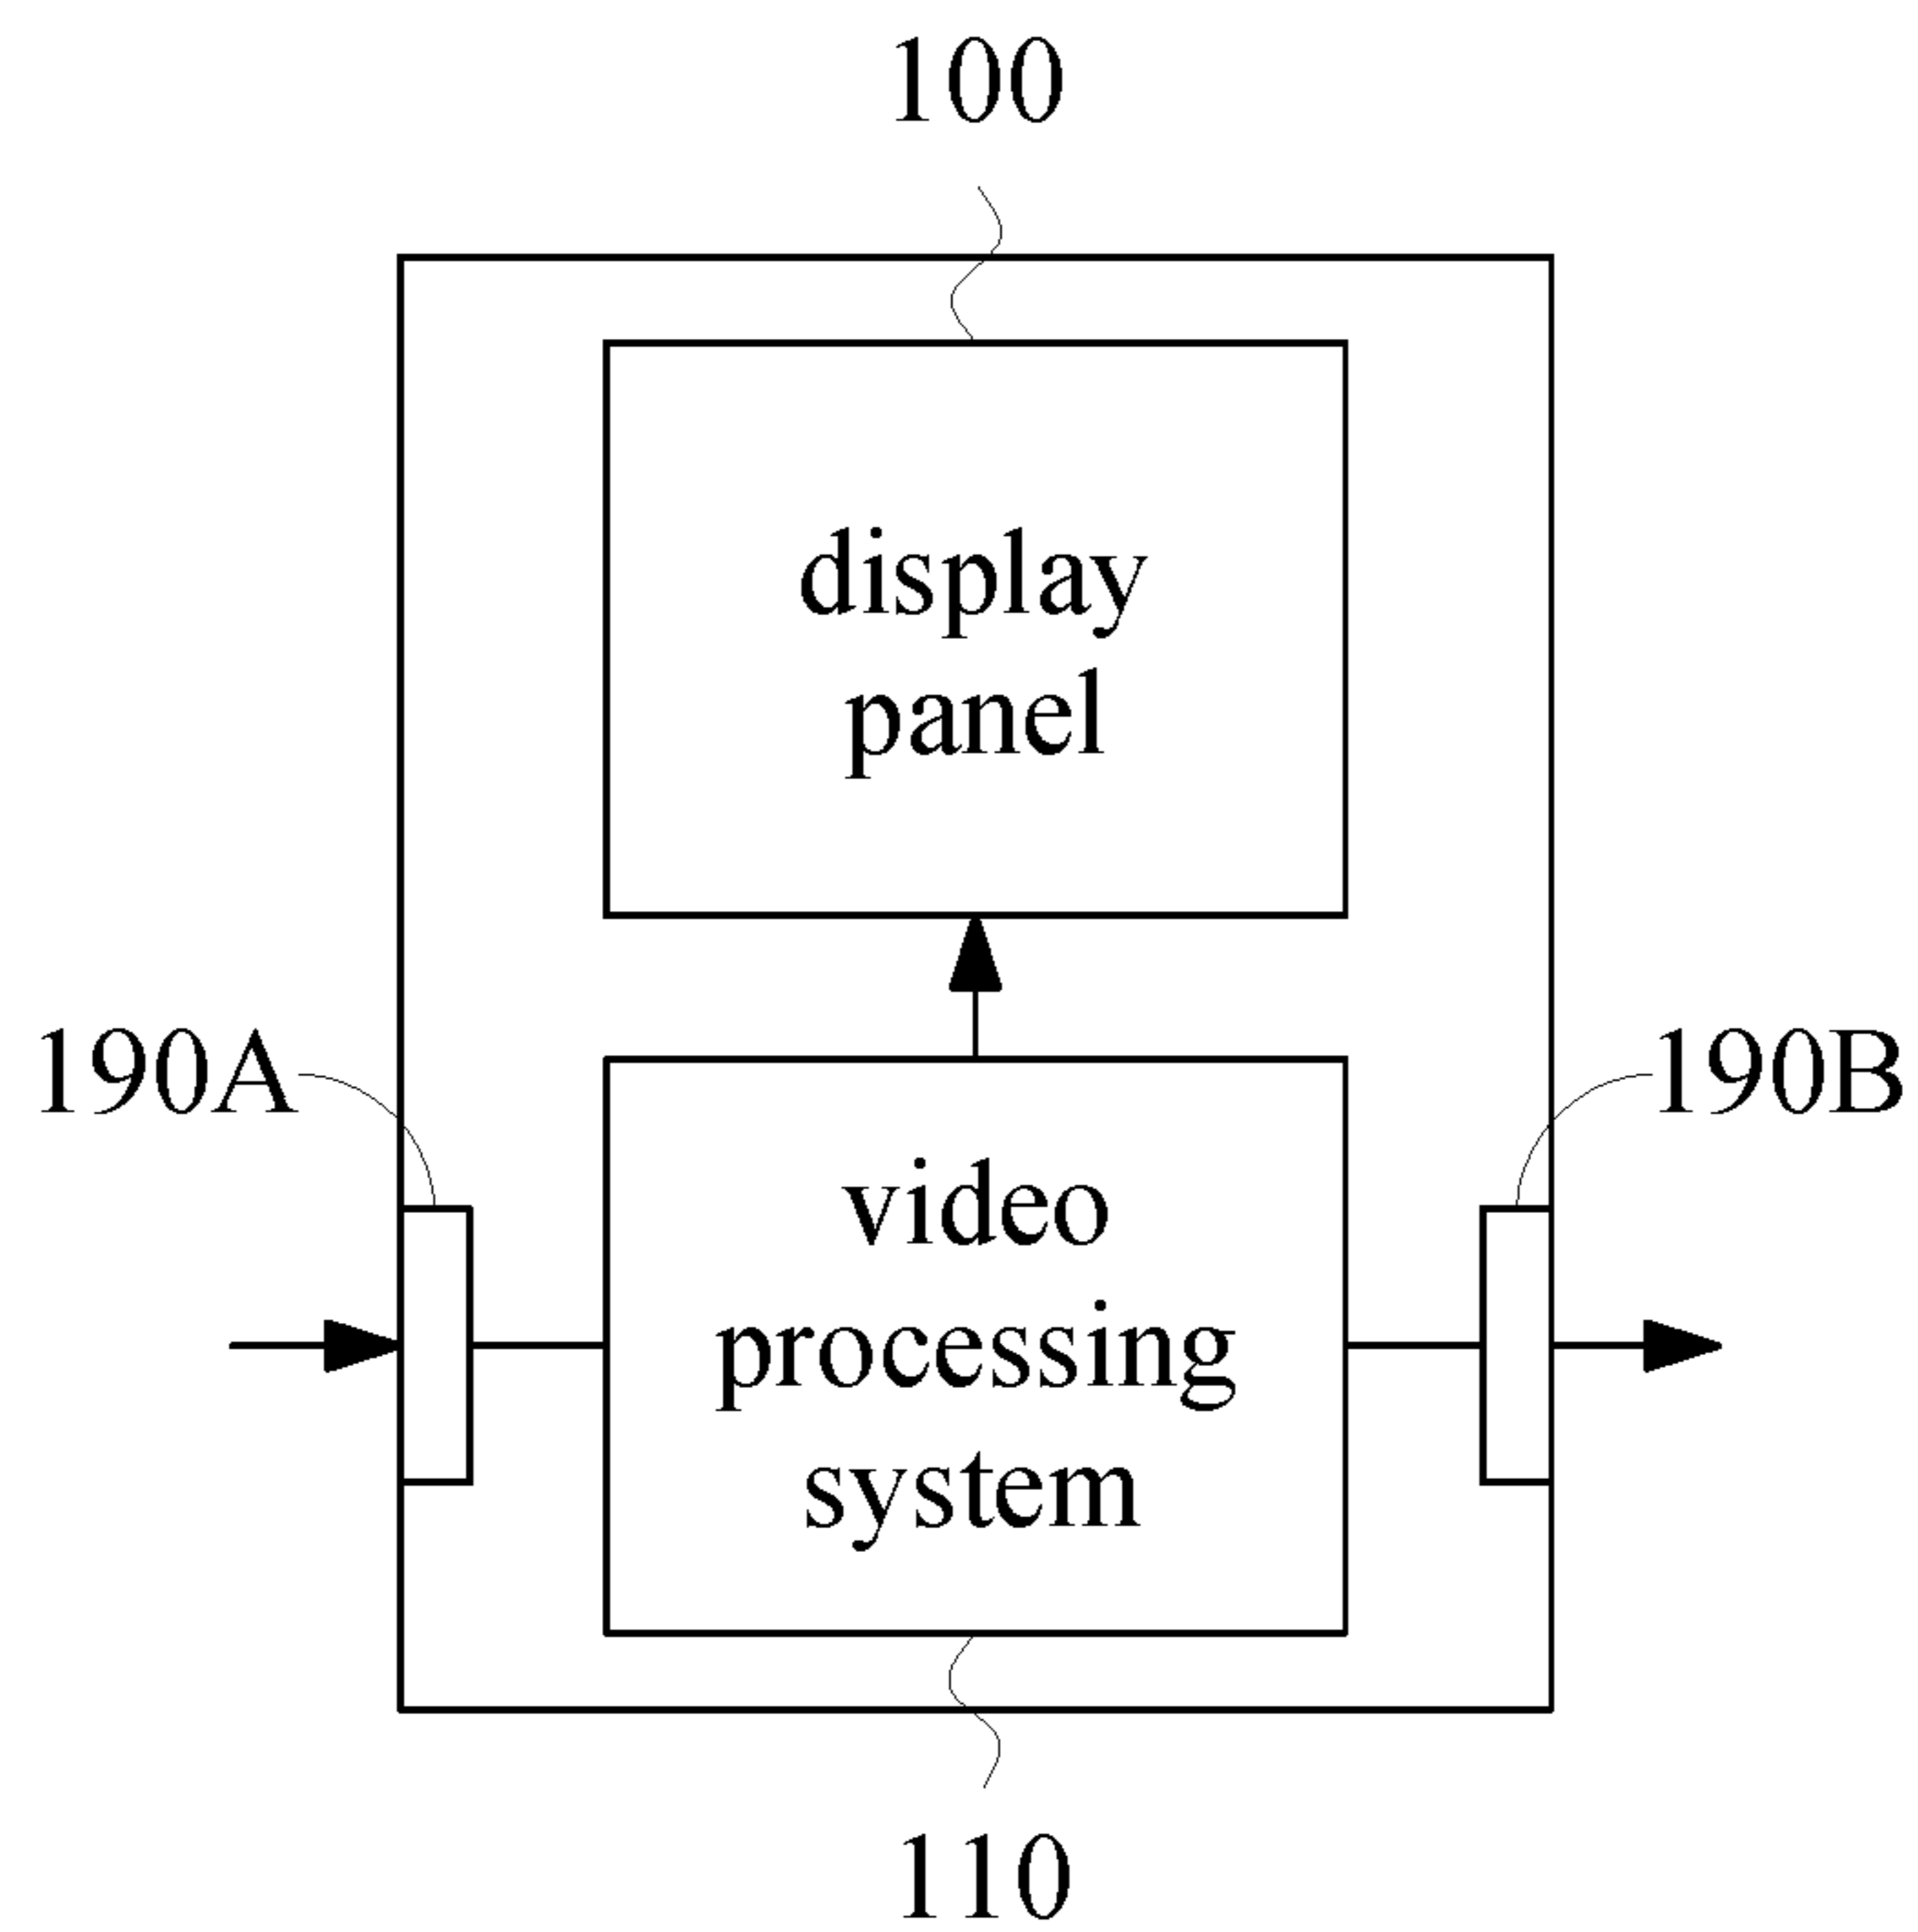 100
display
panel
190A
190B
video
processing
system
110